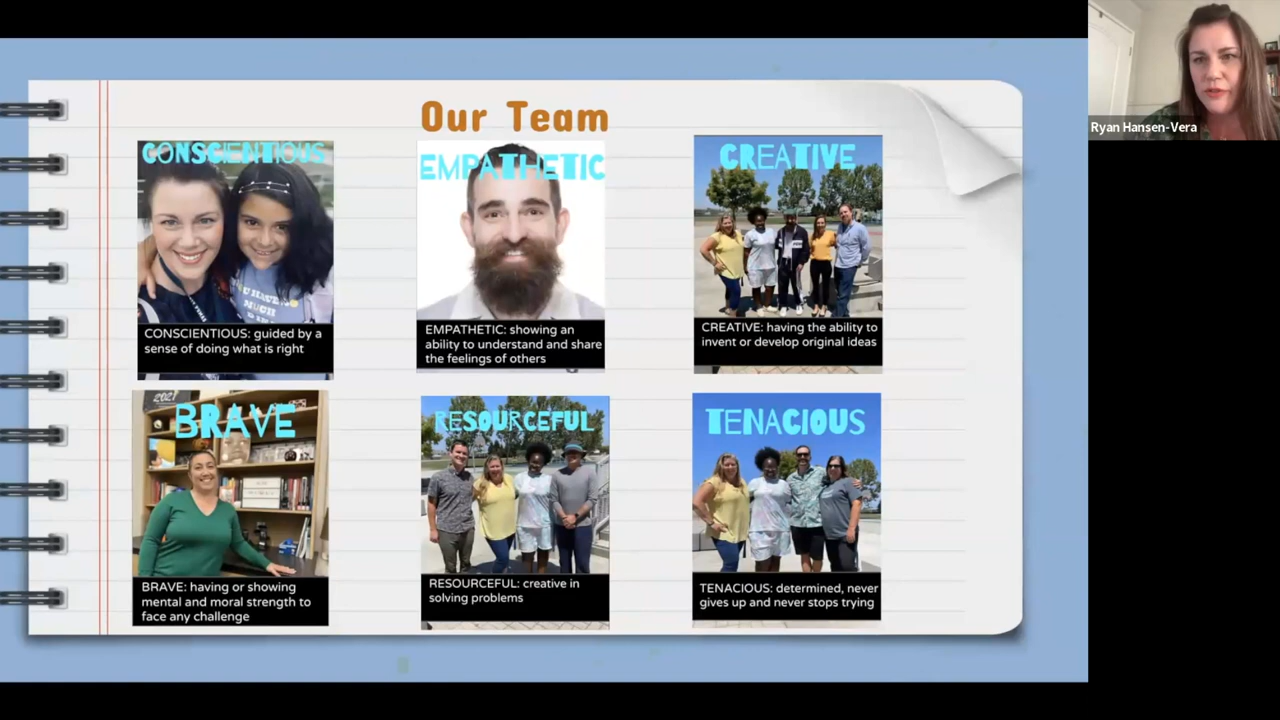 Our Team
CONSCIENTIOUS
CONSCIENTIOUS: guided by a
sense of doing what is right
EMPATHETIC
EMPATHETIC: showing an
ability to understand and share
the feelings of others
CREATIVE
CREATIVE: having the ability to
invent or develop original ideas
BRAVE
BRAVE: having or showing
mental and moral strength to
face any challenge
RESOURCEFUL
RESOURCEFUL: creative in
solving problems
TENACIOUS
TENACIOUS: determined, never
gives up and never stops trying
Ryan Hansen-Vera